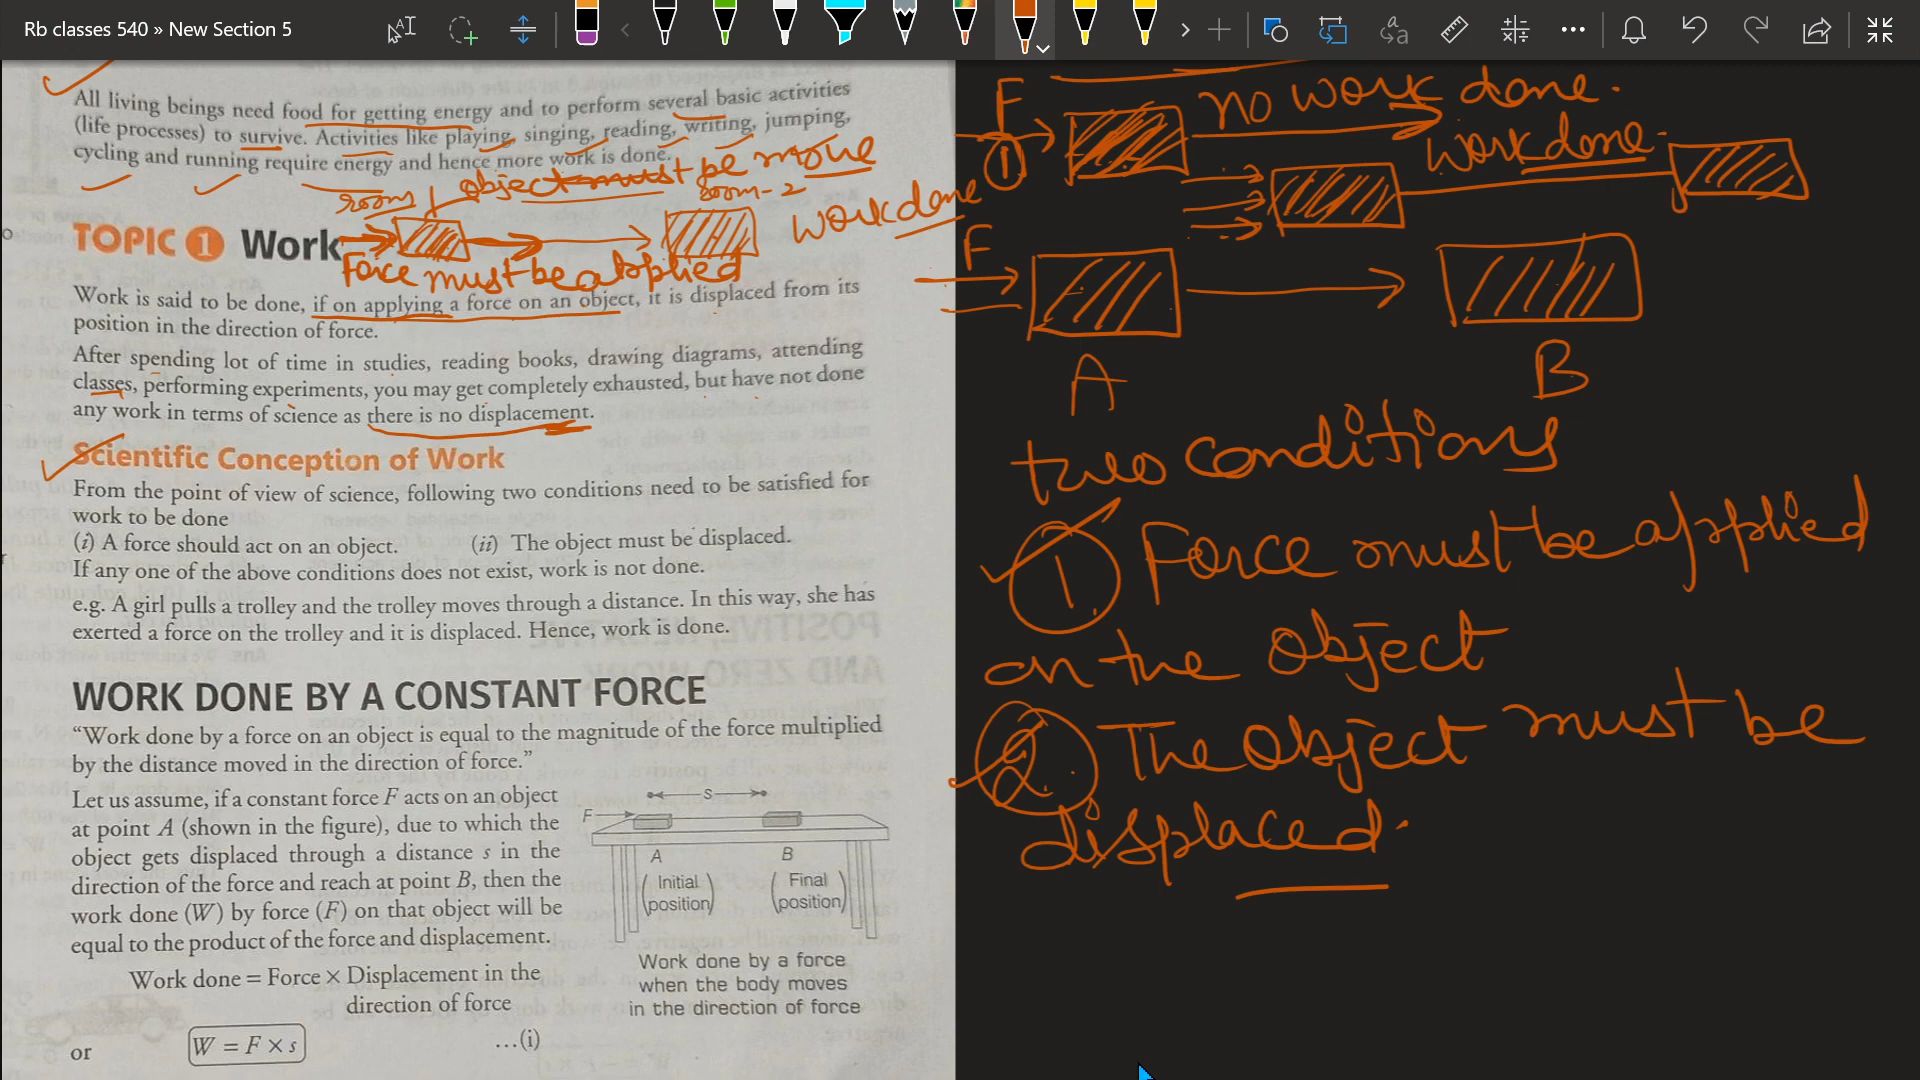 Rb classes 540 » New Section 5
All living beings need food for getting energy and to perform several basic activities
(life processes) to survive. Activities like playing, singing, reading, writing, jumping,
cycling and running require energy and hence more work is done.
object must be move
room 1
room-2
work done
TOPIC 1 Work
Force must be applied
Work is said to be done, if on applying a force on an object, it is displaced from its
position in the direction of force.
After spending lot of time in studies, reading books, drawing diagrams, attending
classes, performing experiments, you may get completely exhausted, but have not done
any work in terms of science as there is no displacement.
Scientific Conception of Work
From the point of view of science, following two conditions need to be satisfied for
work to be done
(i) A force should act on an object. (ii) The object must be displaced.
If any one of the above conditions does not exist, work is not done.
e.g. A girl pulls a trolley and the trolley moves through a distance. In this way, she has
exerted a force on the trolley and it is displaced. Hence, work is done.
WORK DONE BY A CONSTANT FORCE
“Work done by a force on an object is equal to the magnitude of the force multiplied
by the distance moved in the direction of force.”
Let us assume, if a constant force F acts on an object
at point A (shown in the figure), due to which the
object gets displaced through a distance s in the
direction of the force and reach at point B, then the
work done (W) by force (F) on that object will be
equal to the product of the force and displacement.
Work done = Force × Displacement in the
direction of force
or W = F × s ...(i)
s
F
A
B
(Initial position)
(Final position)
Work done by a force
when the body moves
in the direction of force
F
no work done.
1
work done.
F
A
B
two conditions
1. Force must be applied
on the object
2. The object must be
displaced.